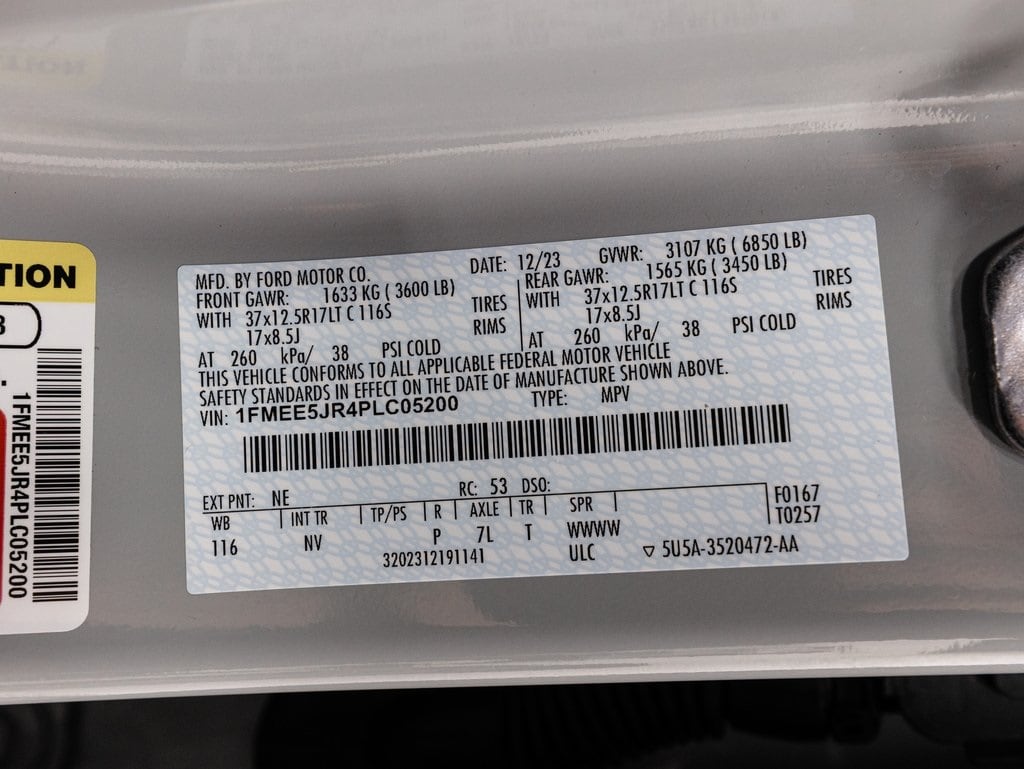 TION
1FMEE5JR4PLC05200
MFD. BY FORD MOTOR CO. DATE: 12/23 GVWR: 3107 KG ( 6850 LB)
FRONT GAWR: 1633 KG ( 3600 LB) REAR GAWR: 1565 KG ( 3450 LB)
WITH 37x12.5R17LT C 116S TIRES WITH 37x12.5R17LT C 116S TIRES
17x8.5J RIMS 17x8.5J RIMS
AT 260 kPa/ 38 PSI COLD AT 260 kPa/ 38 PSI COLD
THIS VEHICLE CONFORMS TO ALL APPLICABLE FEDERAL MOTOR VEHICLE
SAFETY STANDARDS IN EFFECT ON THE DATE OF MANUFACTURE SHOWN ABOVE.
VIN: 1FMEE5JR4PLC05200 TYPE: MPV
EXT PNT: NE RC: 53 DSO:
WB INT TR TP/PS R AXLE TR SPR F0167
116 NV P 7L T WWWW T0257
3202312191141 ULC ▽ 5U5A-3520472-AA